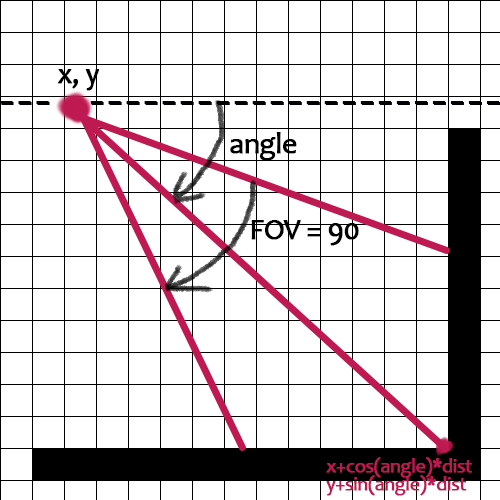 x, y
angle
FOV = 90
x+cos(angle)*dist
y+sin(angle)*dist